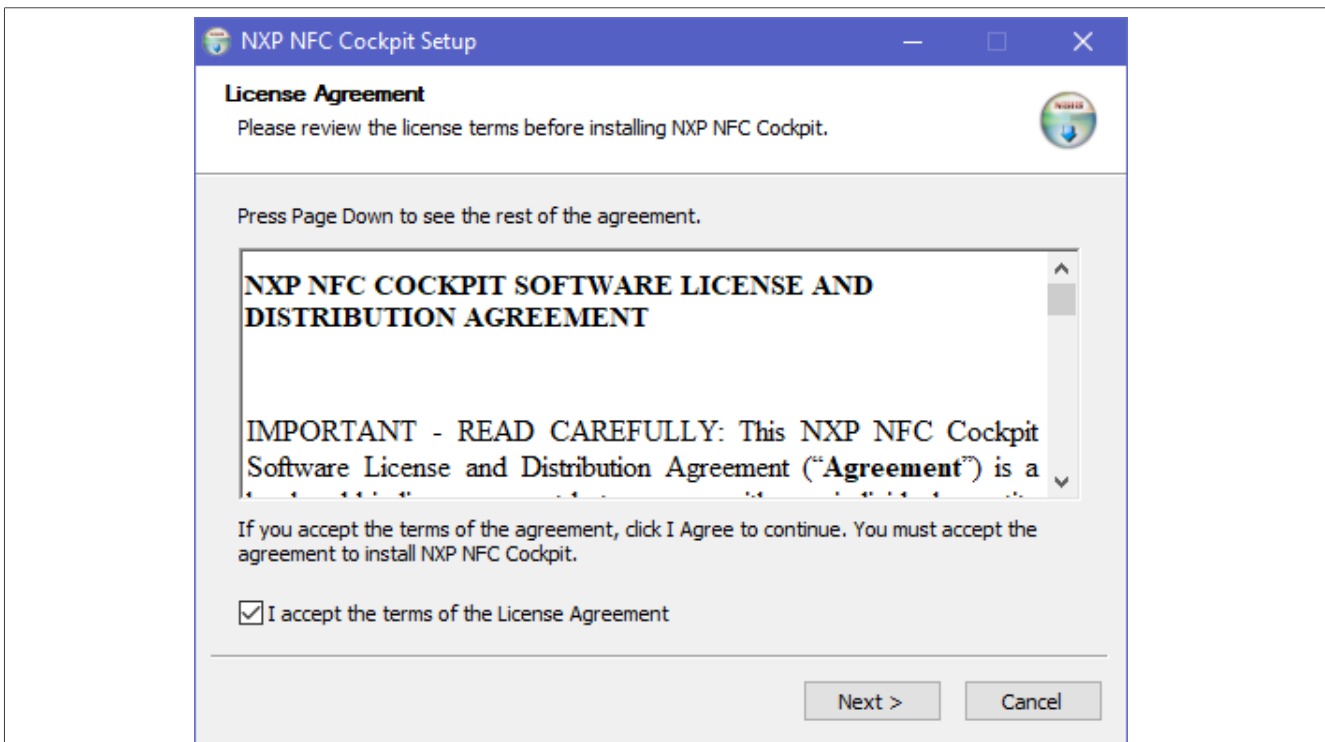 NXP NFC Cockpit Setup
License Agreement
Please review the license terms before installing NXP NFC Cockpit.
Press Page Down to see the rest of the agreement.
NXP NFC COCKPIT SOFTWARE LICENSE AND
DISTRIBUTION AGREEMENT
IMPORTANT - READ CAREFULLY: This NXP NFC Cockpit
Software License and Distribution Agreement (“Agreement”) is a
If you accept the terms of the agreement, click I Agree to continue. You must accept the
agreement to install NXP NFC Cockpit.
I accept the terms of the License Agreement
Next >
Cancel